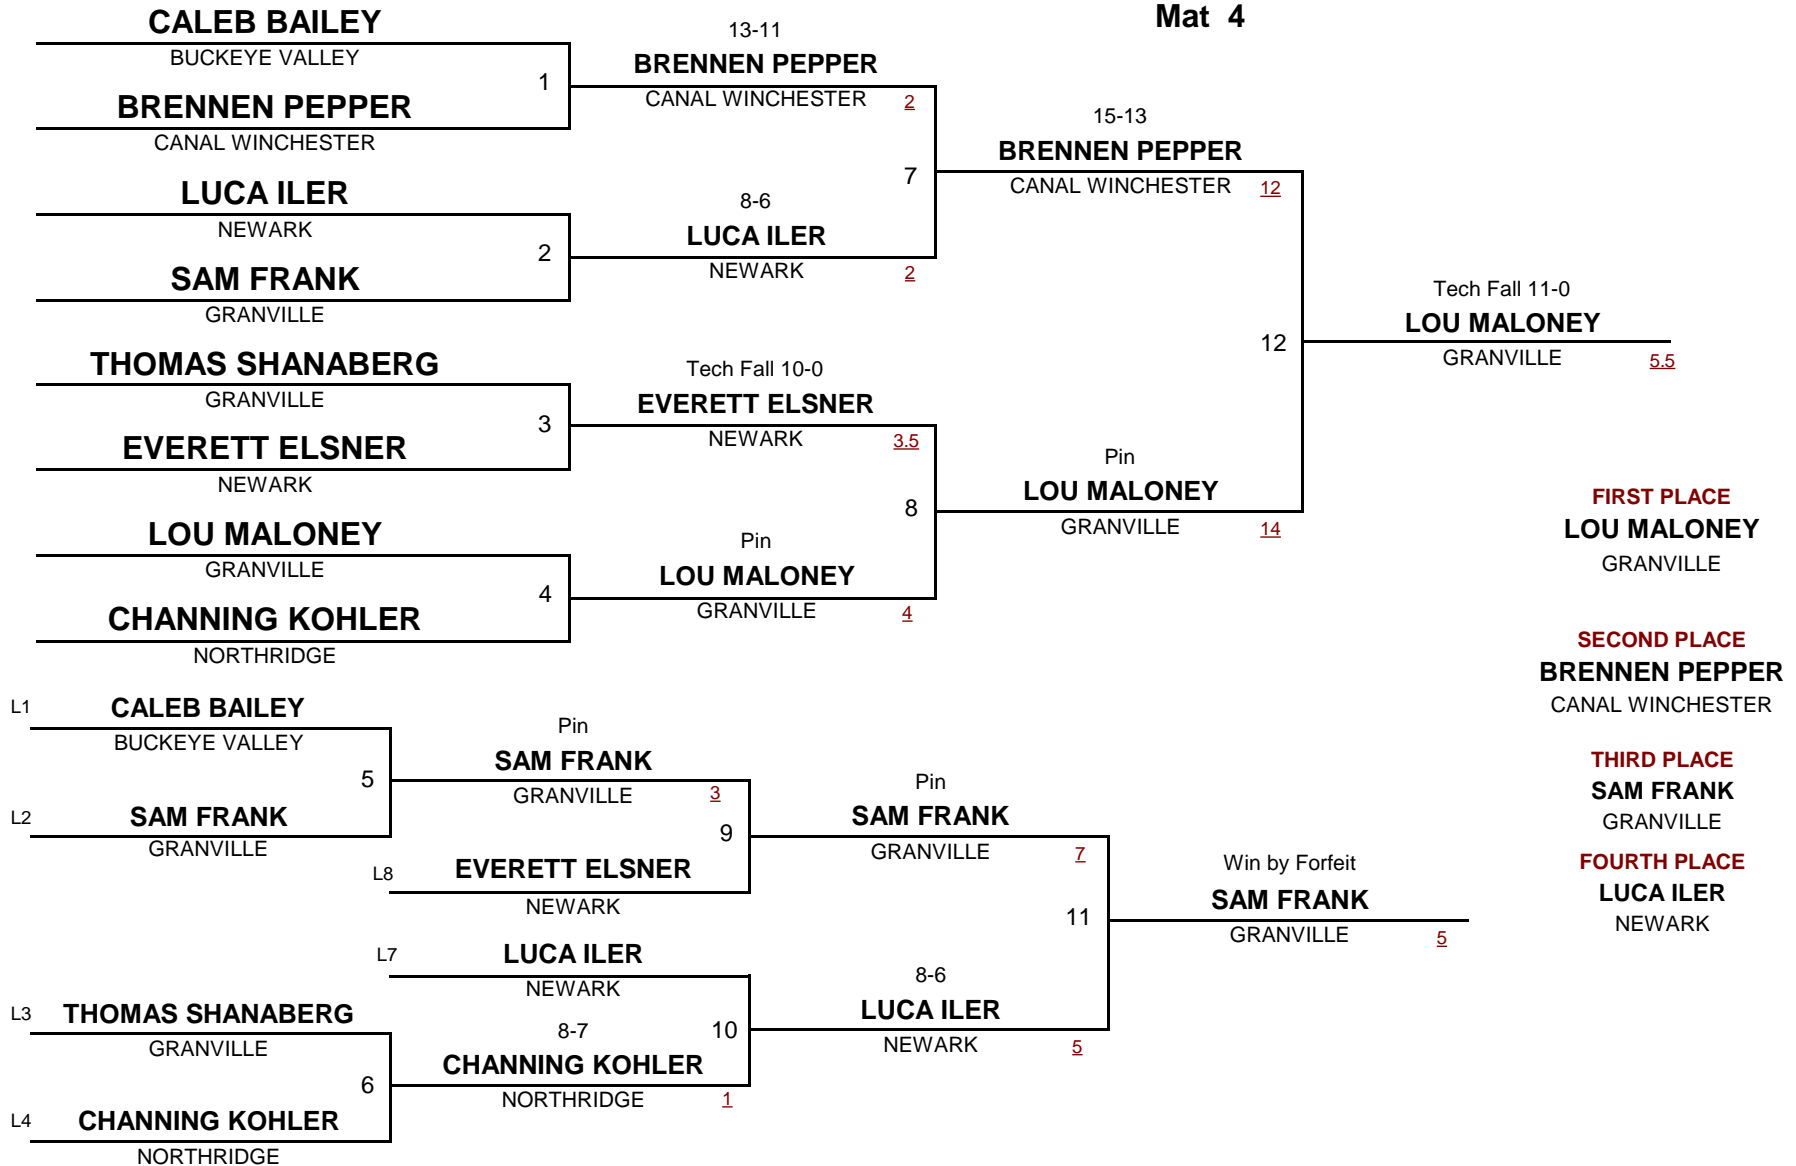 Mat 4
CALEB BAILEY
BUCKEYE VALLEY
1
BRENNEN PEPPER
CANAL WINCHESTER
LUCA ILER
NEWARK
2
SAM FRANK
GRANVILLE
THOMAS SHANABERG
GRANVILLE
3
EVERETT ELSNER
NEWARK
LOU MALONEY
GRANVILLE
4
CHANNING KOHLER
NORTHRIDGE
13-11
BRENNEN PEPPER
CANAL WINCHESTER 2
7
8-6
LUCA ILER
NEWARK 2
Tech Fall 10-0
EVERETT ELSNER
NEWARK 3.5
8
Pin
LOU MALONEY
GRANVILLE 4
15-13
BRENNEN PEPPER
CANAL WINCHESTER 12
12
Pin
LOU MALONEY
GRANVILLE 14
Tech Fall 11-0
LOU MALONEY
GRANVILLE 5.5
FIRST PLACE
LOU MALONEY
GRANVILLE
SECOND PLACE
BRENNEN PEPPER
CANAL WINCHESTER
THIRD PLACE
SAM FRANK
GRANVILLE
FOURTH PLACE
LUCA ILER
NEWARK
L1 CALEB BAILEY
BUCKEYE VALLEY
5
L2 SAM FRANK
GRANVILLE
L3 THOMAS SHANABERG
GRANVILLE
6
L4 CHANNING KOHLER
NORTHRIDGE
Pin
SAM FRANK
GRANVILLE 3
9
L8 EVERETT ELSNER
NEWARK
L7 LUCA ILER
NEWARK
8-7 10
CHANNING KOHLER
NORTHRIDGE 1
Pin
SAM FRANK
GRANVILLE 7
11
8-6
LUCA ILER
NEWARK 5
Win by Forfeit
SAM FRANK
GRANVILLE 5